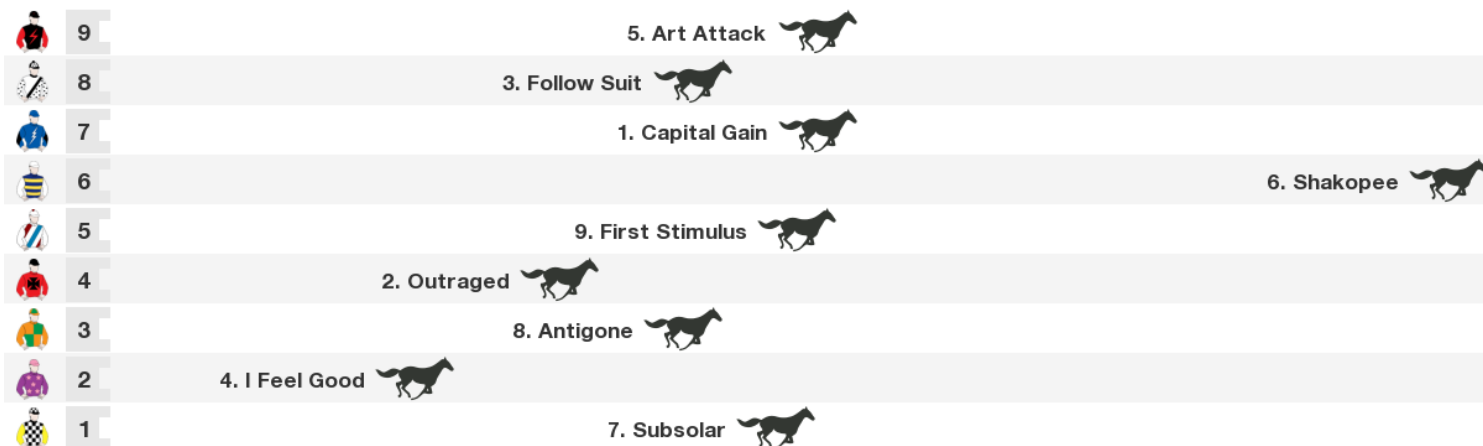 9 5. Art Attack
8 3. Follow Suit
7 1. Capital Gain
6 6. Shakopee
5 9. First Stimulus
4 2. Outraged
3 8. Antigone
2 4. I Feel Good
1 7. Subsolar